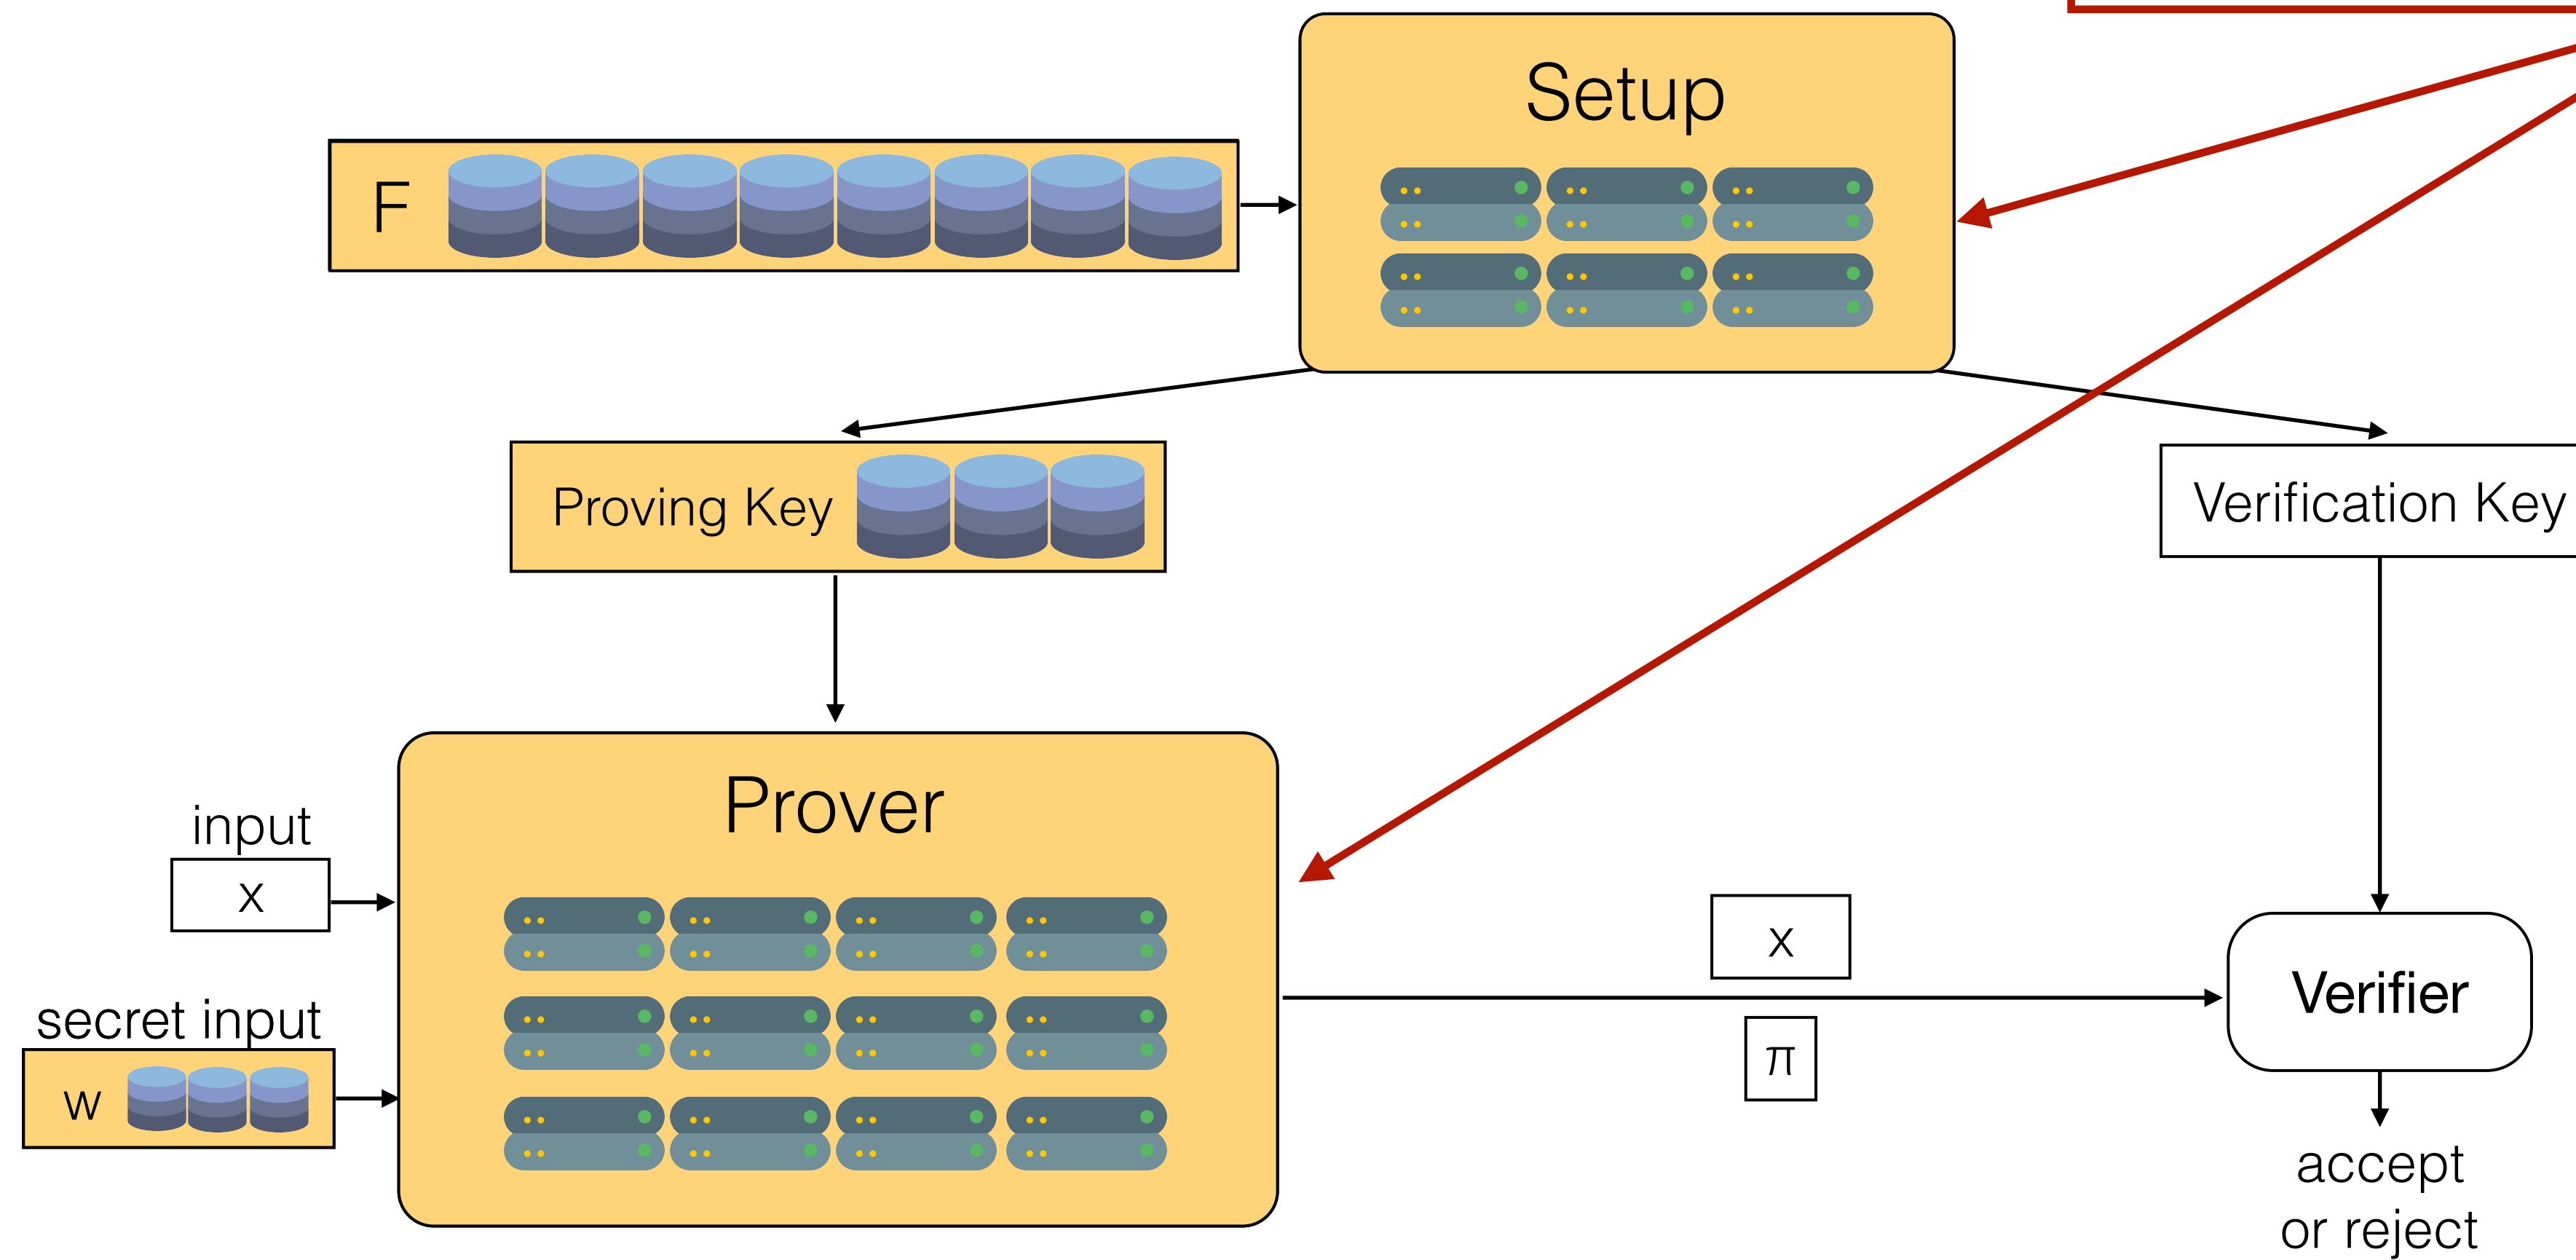 Setup
F
Proving Key
Verification Key
Prover
input
x
secret input
w
x
π
Verifier
accept
or reject